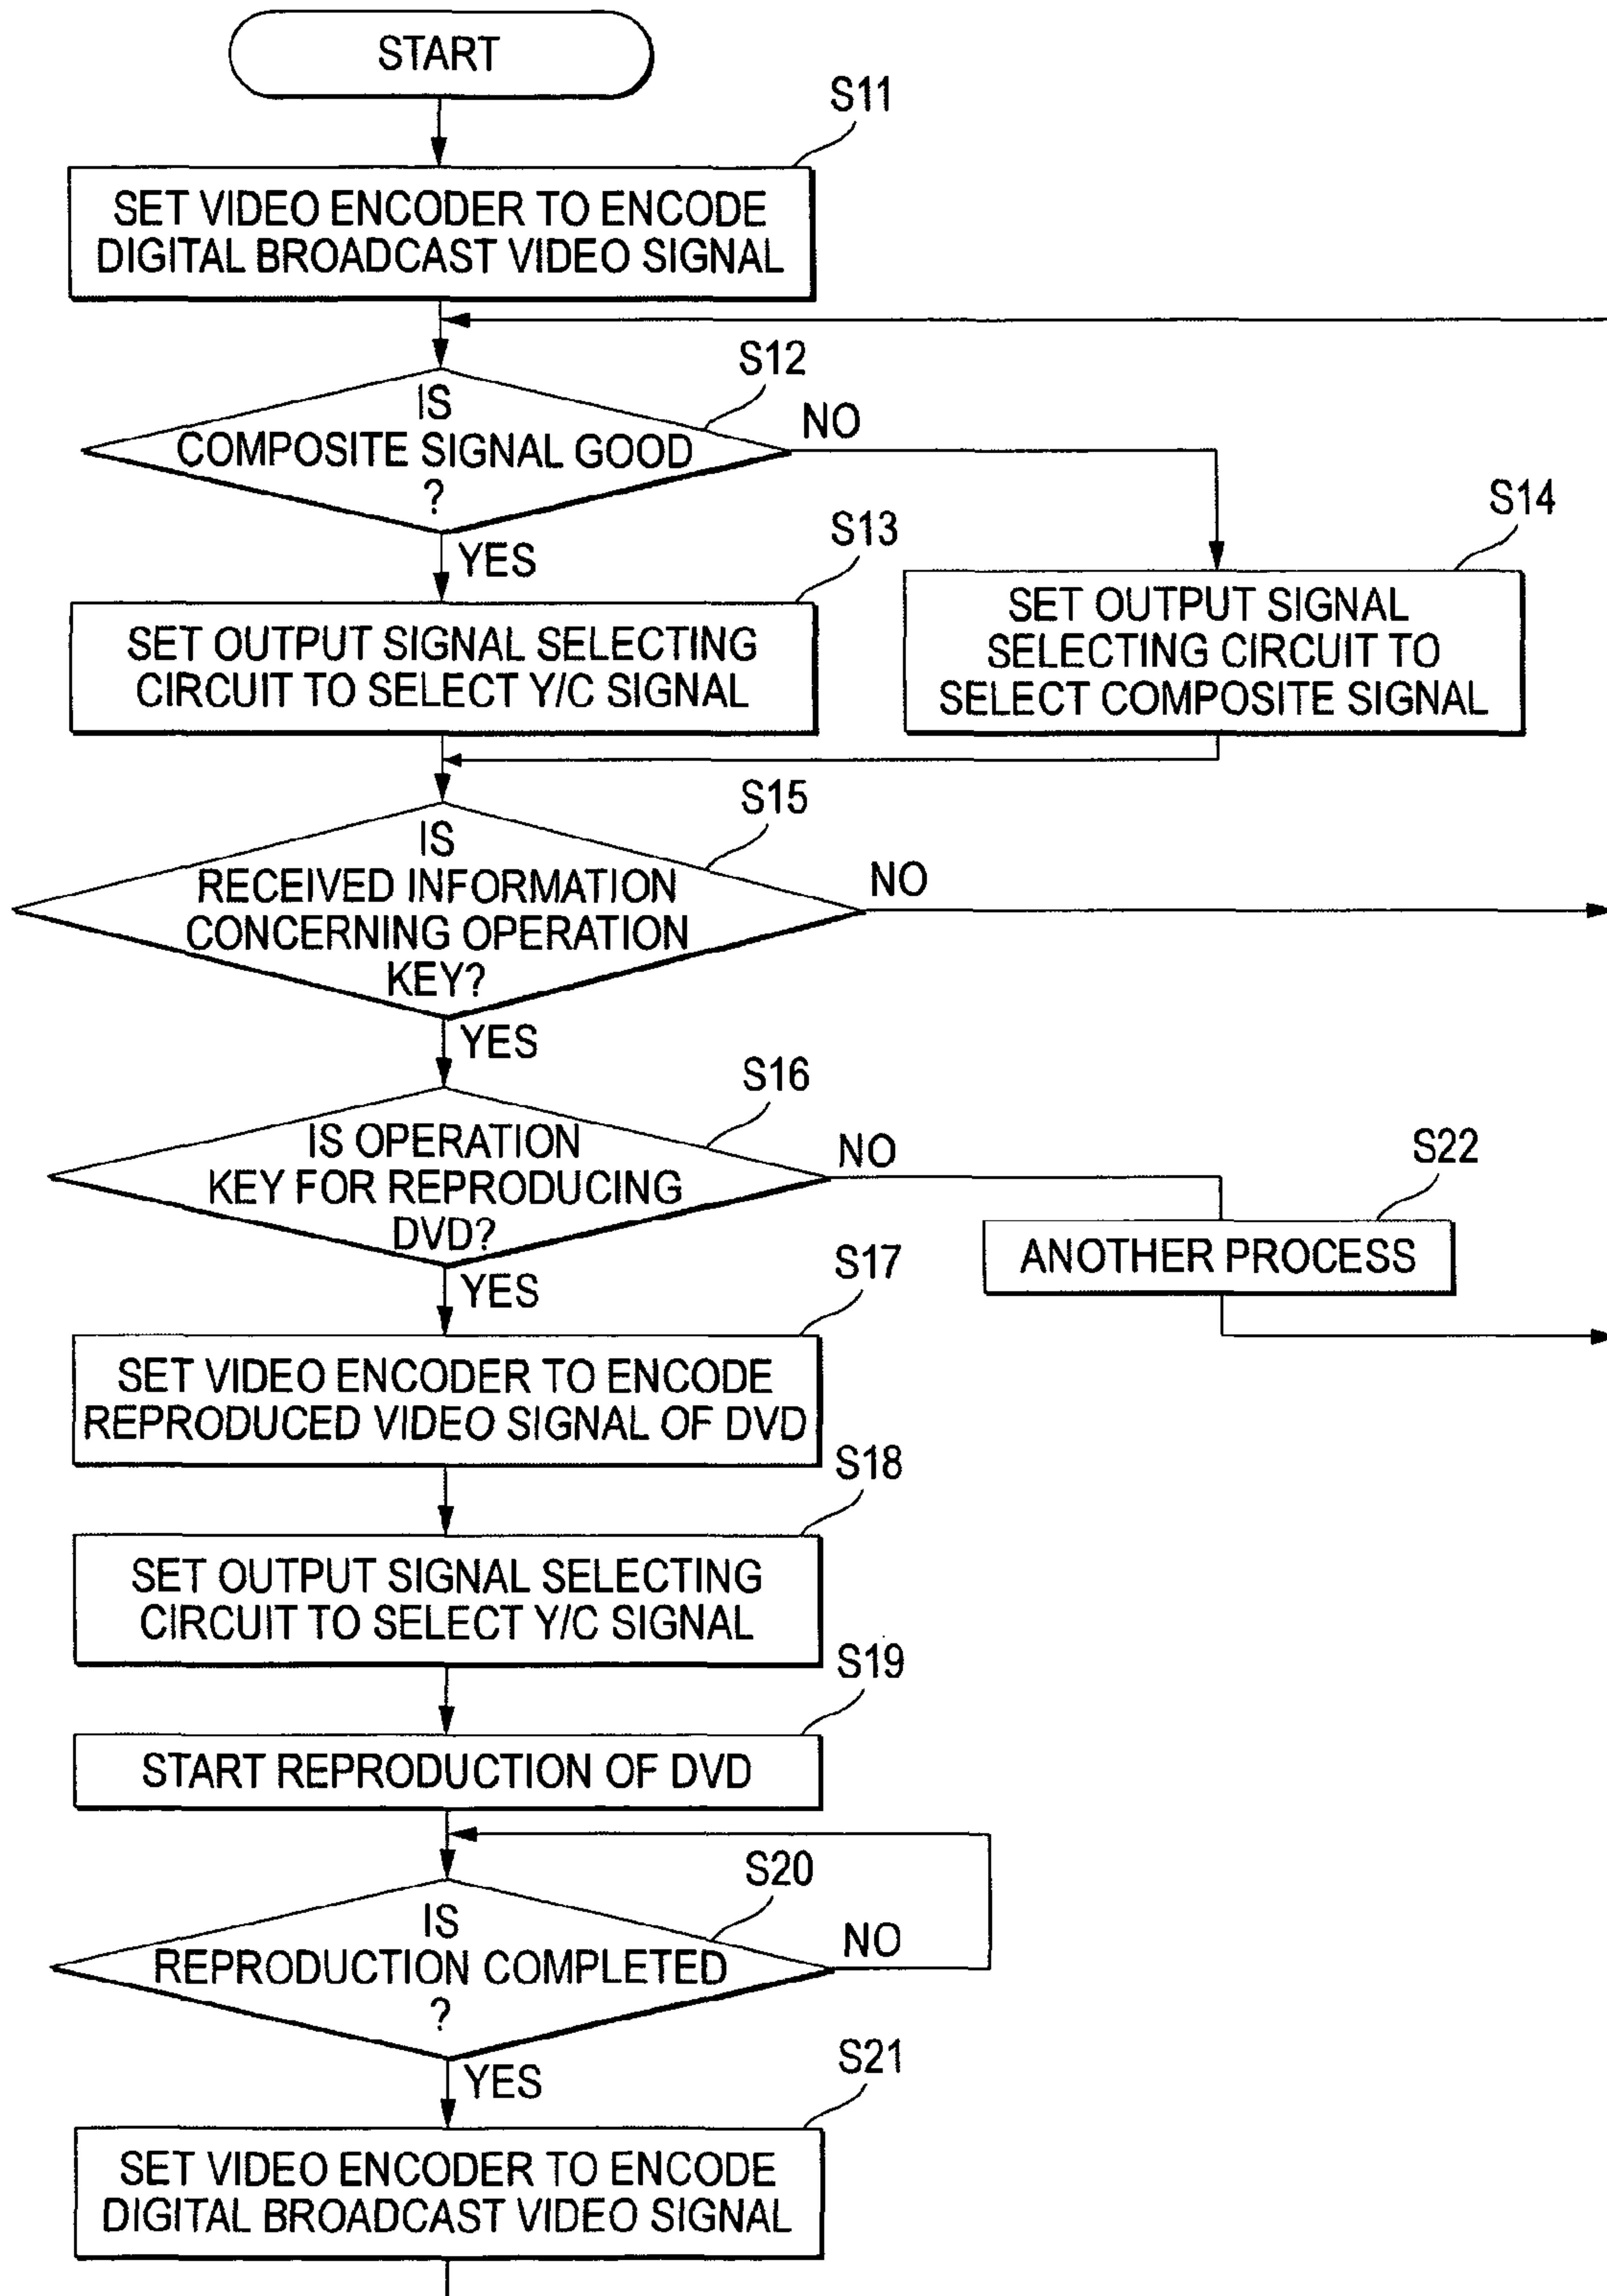 START
S11
SET VIDEO ENCODER TO ENCODE
DIGITAL BROADCAST VIDEO SIGNAL
S12
IS
COMPOSITE SIGNAL GOOD
?
NO
YES
S13
SET OUTPUT SIGNAL SELECTING
CIRCUIT TO SELECT Y/C SIGNAL
S14
SET OUTPUT SIGNAL
SELECTING CIRCUIT TO
SELECT COMPOSITE SIGNAL
S15
IS
RECEIVED INFORMATION
CONCERNING OPERATION
KEY?
NO
YES
S16
IS OPERATION
KEY FOR REPRODUCING
DVD?
NO
YES
S22
ANOTHER PROCESS
S17
SET VIDEO ENCODER TO ENCODE
REPRODUCED VIDEO SIGNAL OF DVD
S18
SET OUTPUT SIGNAL SELECTING
CIRCUIT TO SELECT Y/C SIGNAL
S19
START REPRODUCTION OF DVD
S20
IS
REPRODUCTION COMPLETED
?
NO
YES
S21
SET VIDEO ENCODER TO ENCODE
DIGITAL BROADCAST VIDEO SIGNAL